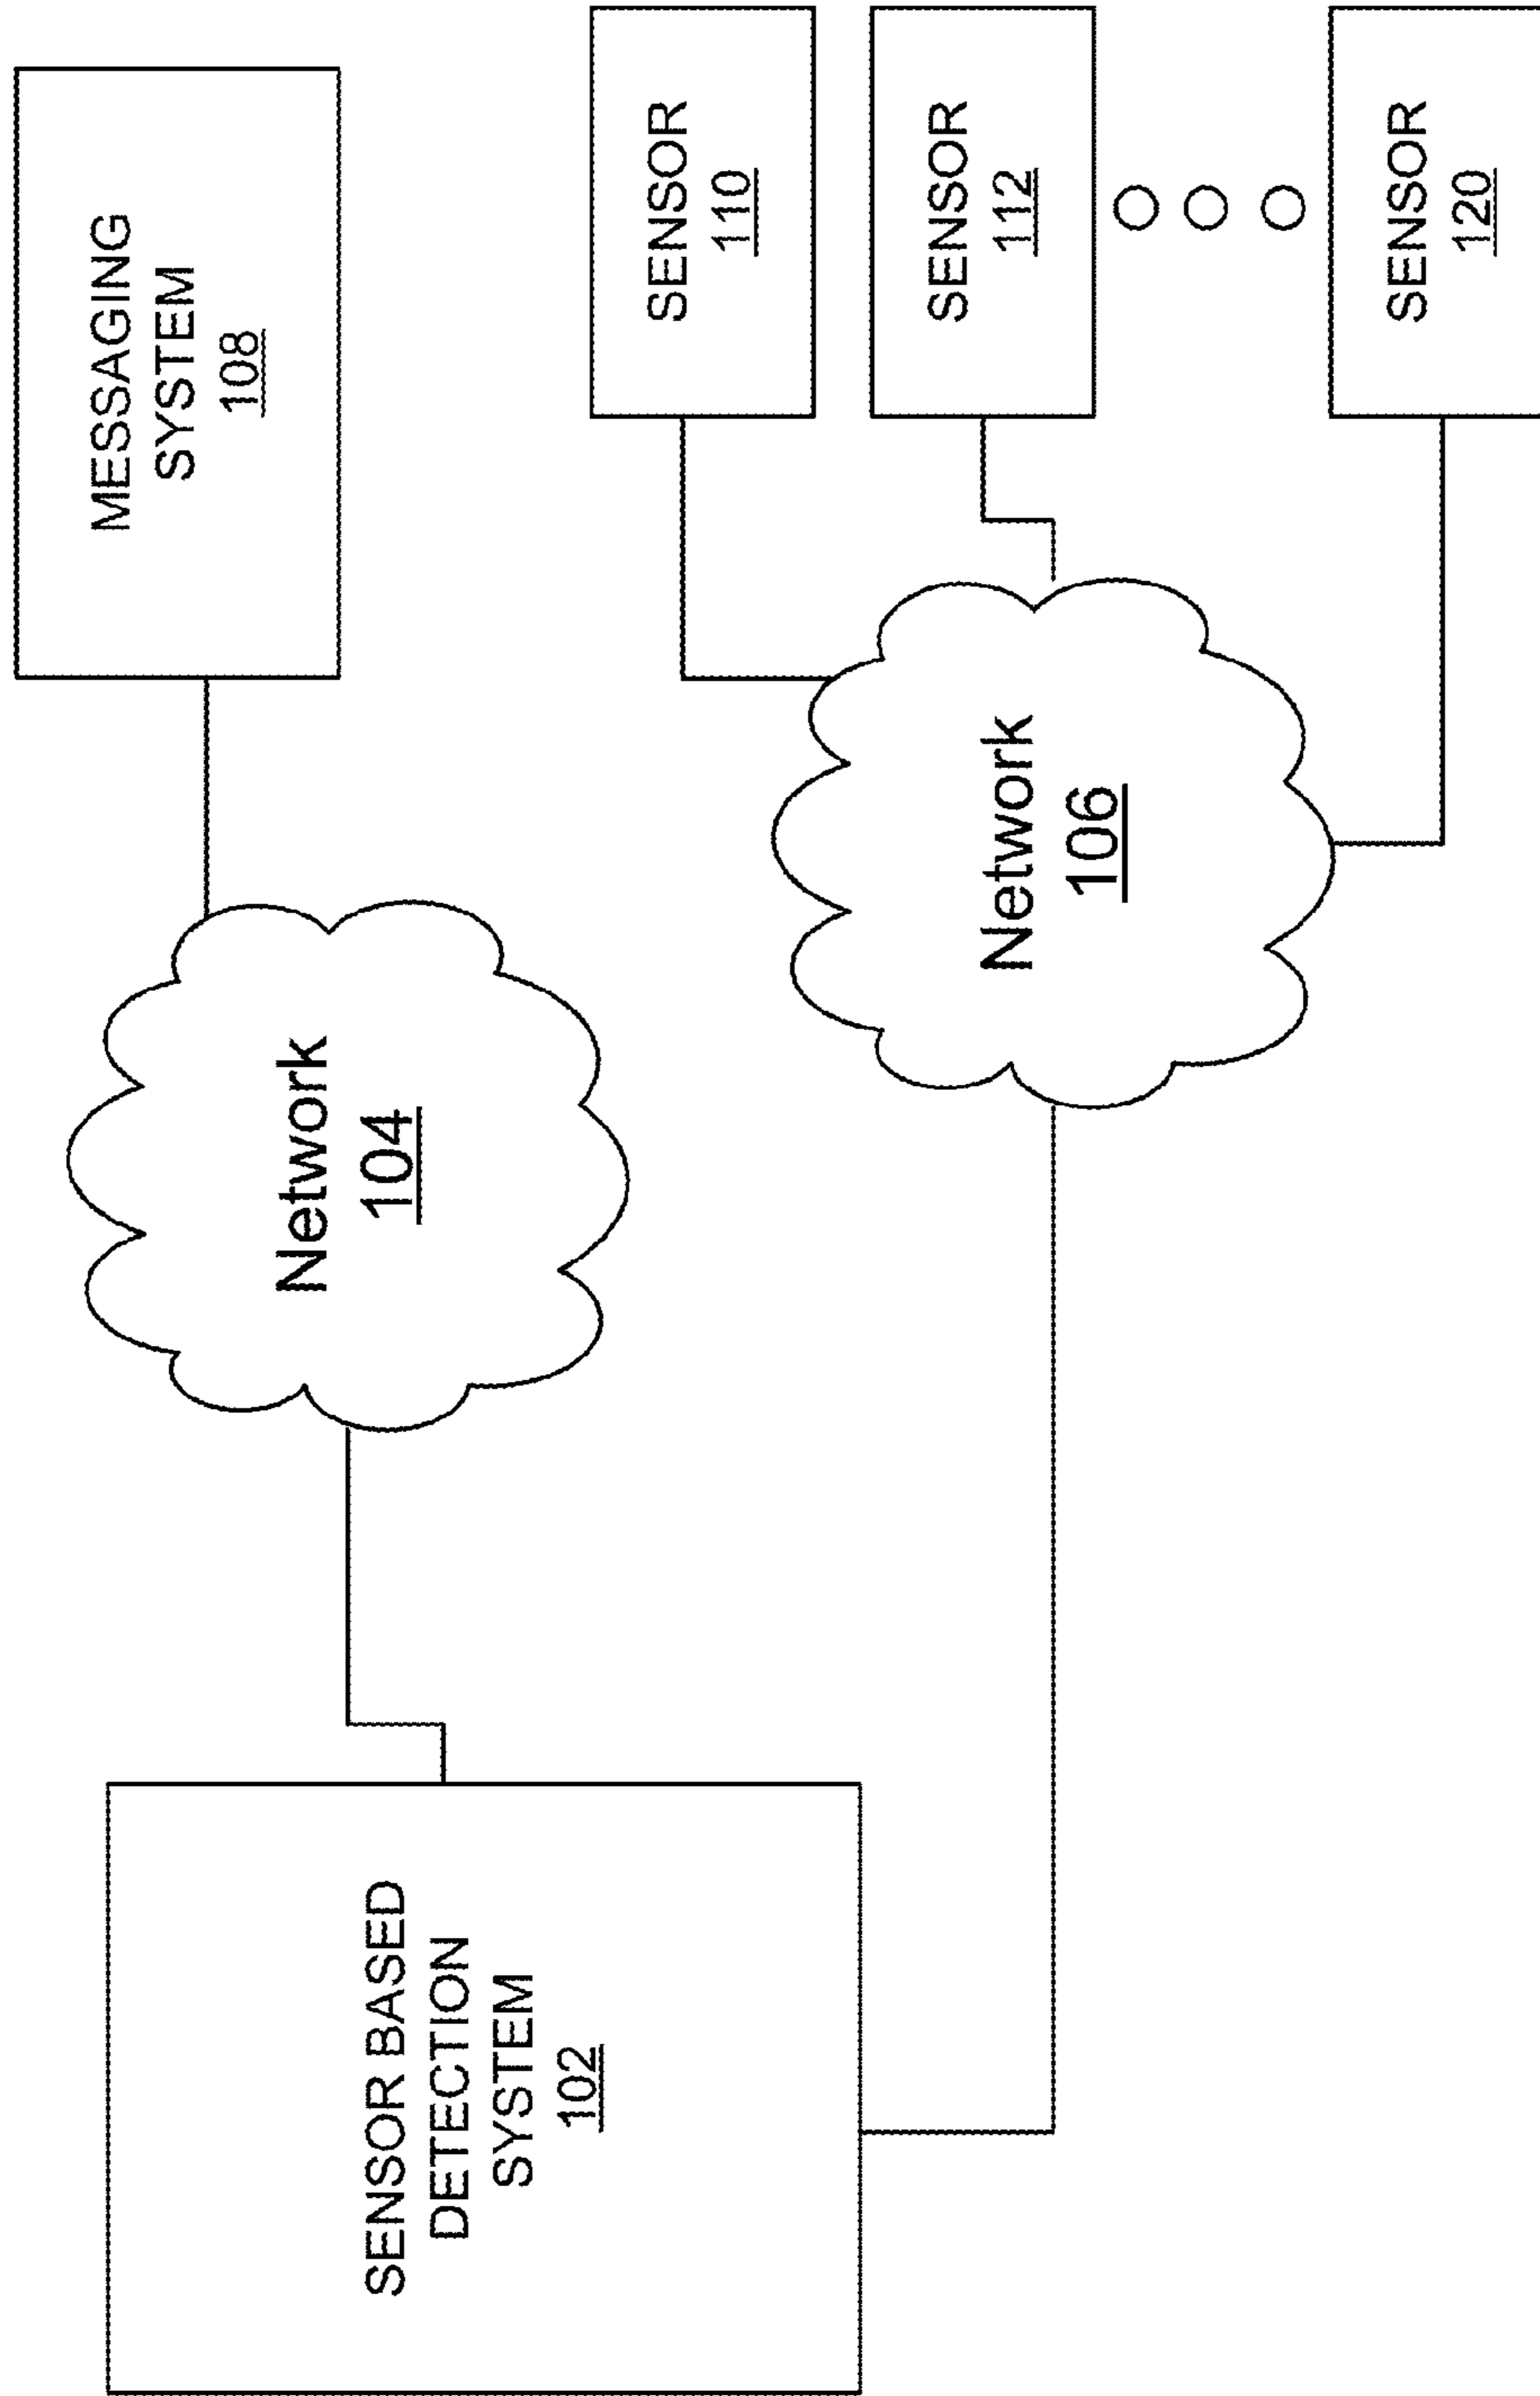 SENSOR BASED
DETECTION
SYSTEM
102
Network
104
MESSAGING
SYSTEM
108
Network
106
SENSOR
110
SENSOR
112
SENSOR
120